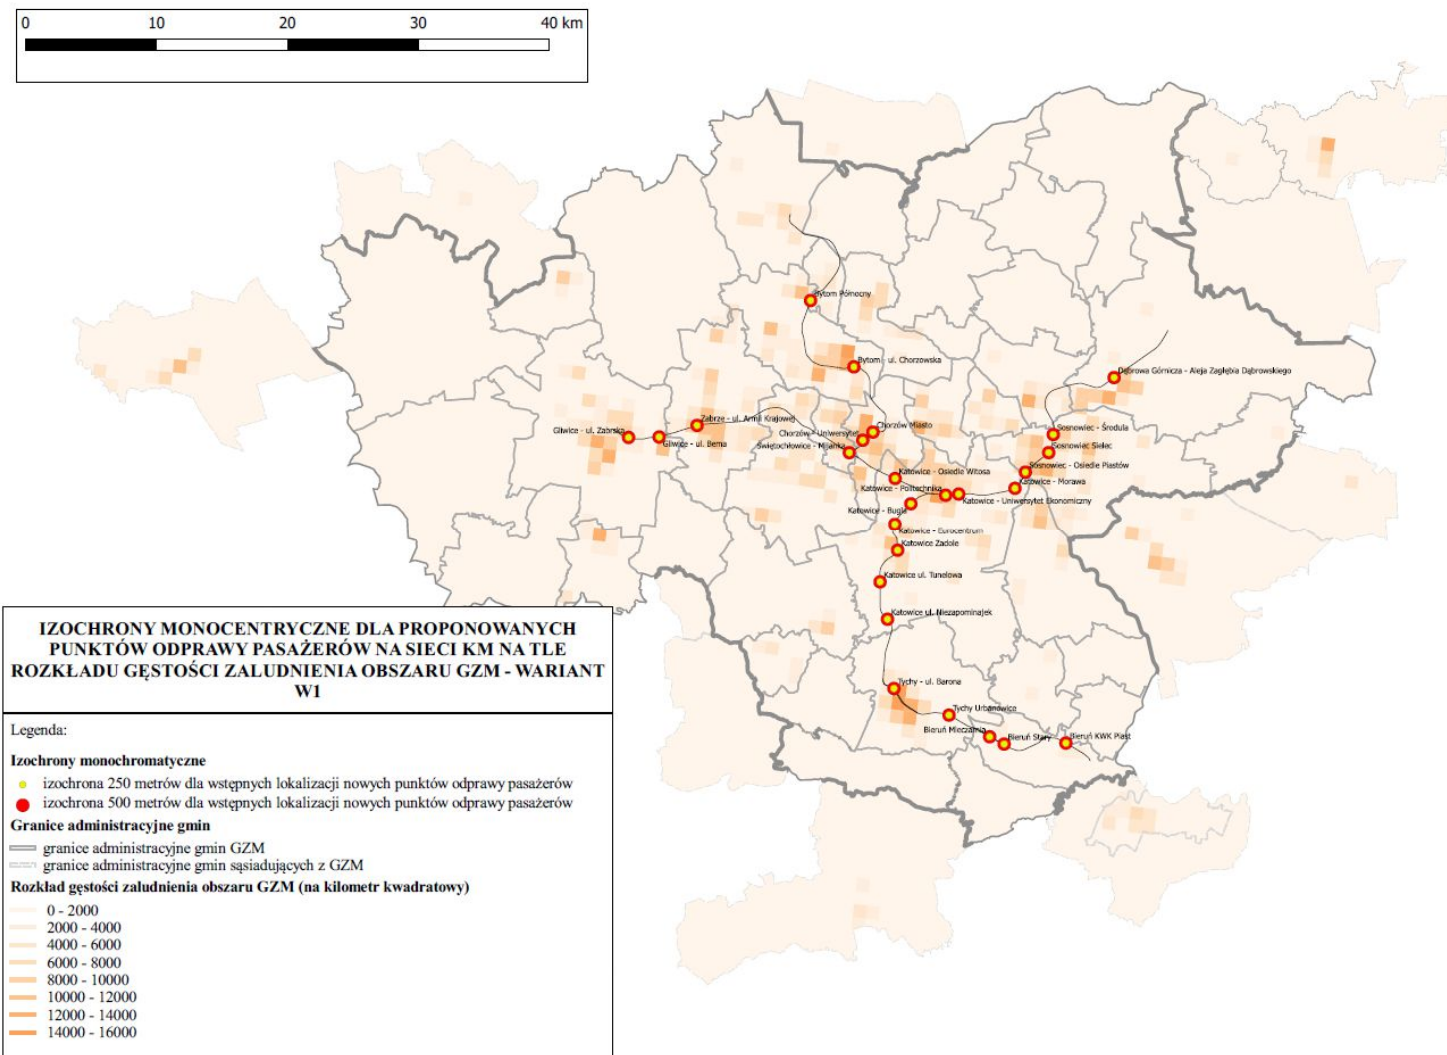 0 10 20 30 40 km
Bytom Północny
Bytom - ul. Chorzowska
Dąbrowa Górnicza - Aleja Zagłębia Dąbrowskiego
Zabrze - ul. Armii Krajowej
Gliwice - ul. Zabrska
Gliwice - ul. Bema
Chorzów Miasto
Chorzów - Uniwersytet
Świętochłowice - Mijanka
Sosnowiec - Środula
Sosnowiec Sielec
Sosnowiec - Osiedle Piastów
Katowice - Osiedle Witosa
Katowice - Morawa
Katowice - Politechnika
Katowice - Uniwersytet Ekonomiczny
Katowice - Bugla
Katowice - Eurocentrum
Katowice Zadole
Katowice ul. Tunelowa
Katowice ul. Niezapominajek
Tychy - ul. Barona
Tychy Urbanowice
Bieruń Mleczarnia
Bieruń Stary
Bieruń KWK Piast
IZOCHRONY MONOCENTRYCZNE DLA PROPONOWANYCH
PUNKTÓW ODPRAWY PASAŻERÓW NA SIECI KM NA TLE
ROZKŁADU GĘSTOŚCI ZALUDNIENIA OBSZARU GZM - WARIANT
W1
Legenda:
Izochrony monochromatyczne
izochrona 250 metrów dla wstępnych lokalizacji nowych punktów odprawy pasażerów
izochrona 500 metrów dla wstępnych lokalizacji nowych punktów odprawy pasażerów
Granice administracyjne gmin
granice administracyjne gmin GZM
granice administracyjne gmin sąsiadujących z GZM
Rozkład gęstości zaludnienia obszaru GZM (na kilometr kwadratowy)
0 - 2000
2000 - 4000
4000 - 6000
6000 - 8000
8000 - 10000
10000 - 12000
12000 - 14000
14000 - 16000